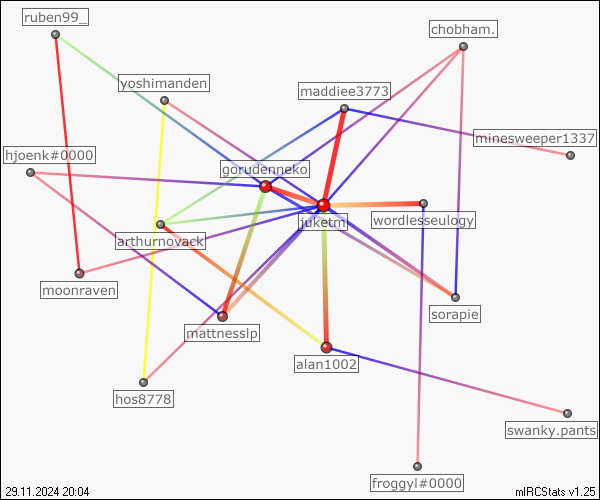 ruben99_
chobham.
yoshimanden
maddiee3773
minesweeper1337
hjoenk#0000
gorudenneko
juketm
wordlesseulogy
arthurnovack
moonraven
sorapie
mattnesslp
alan1002
hos8778
swanky.pants
froggyl#0000
29.11.2024 20:04
mIRCStats v1.25